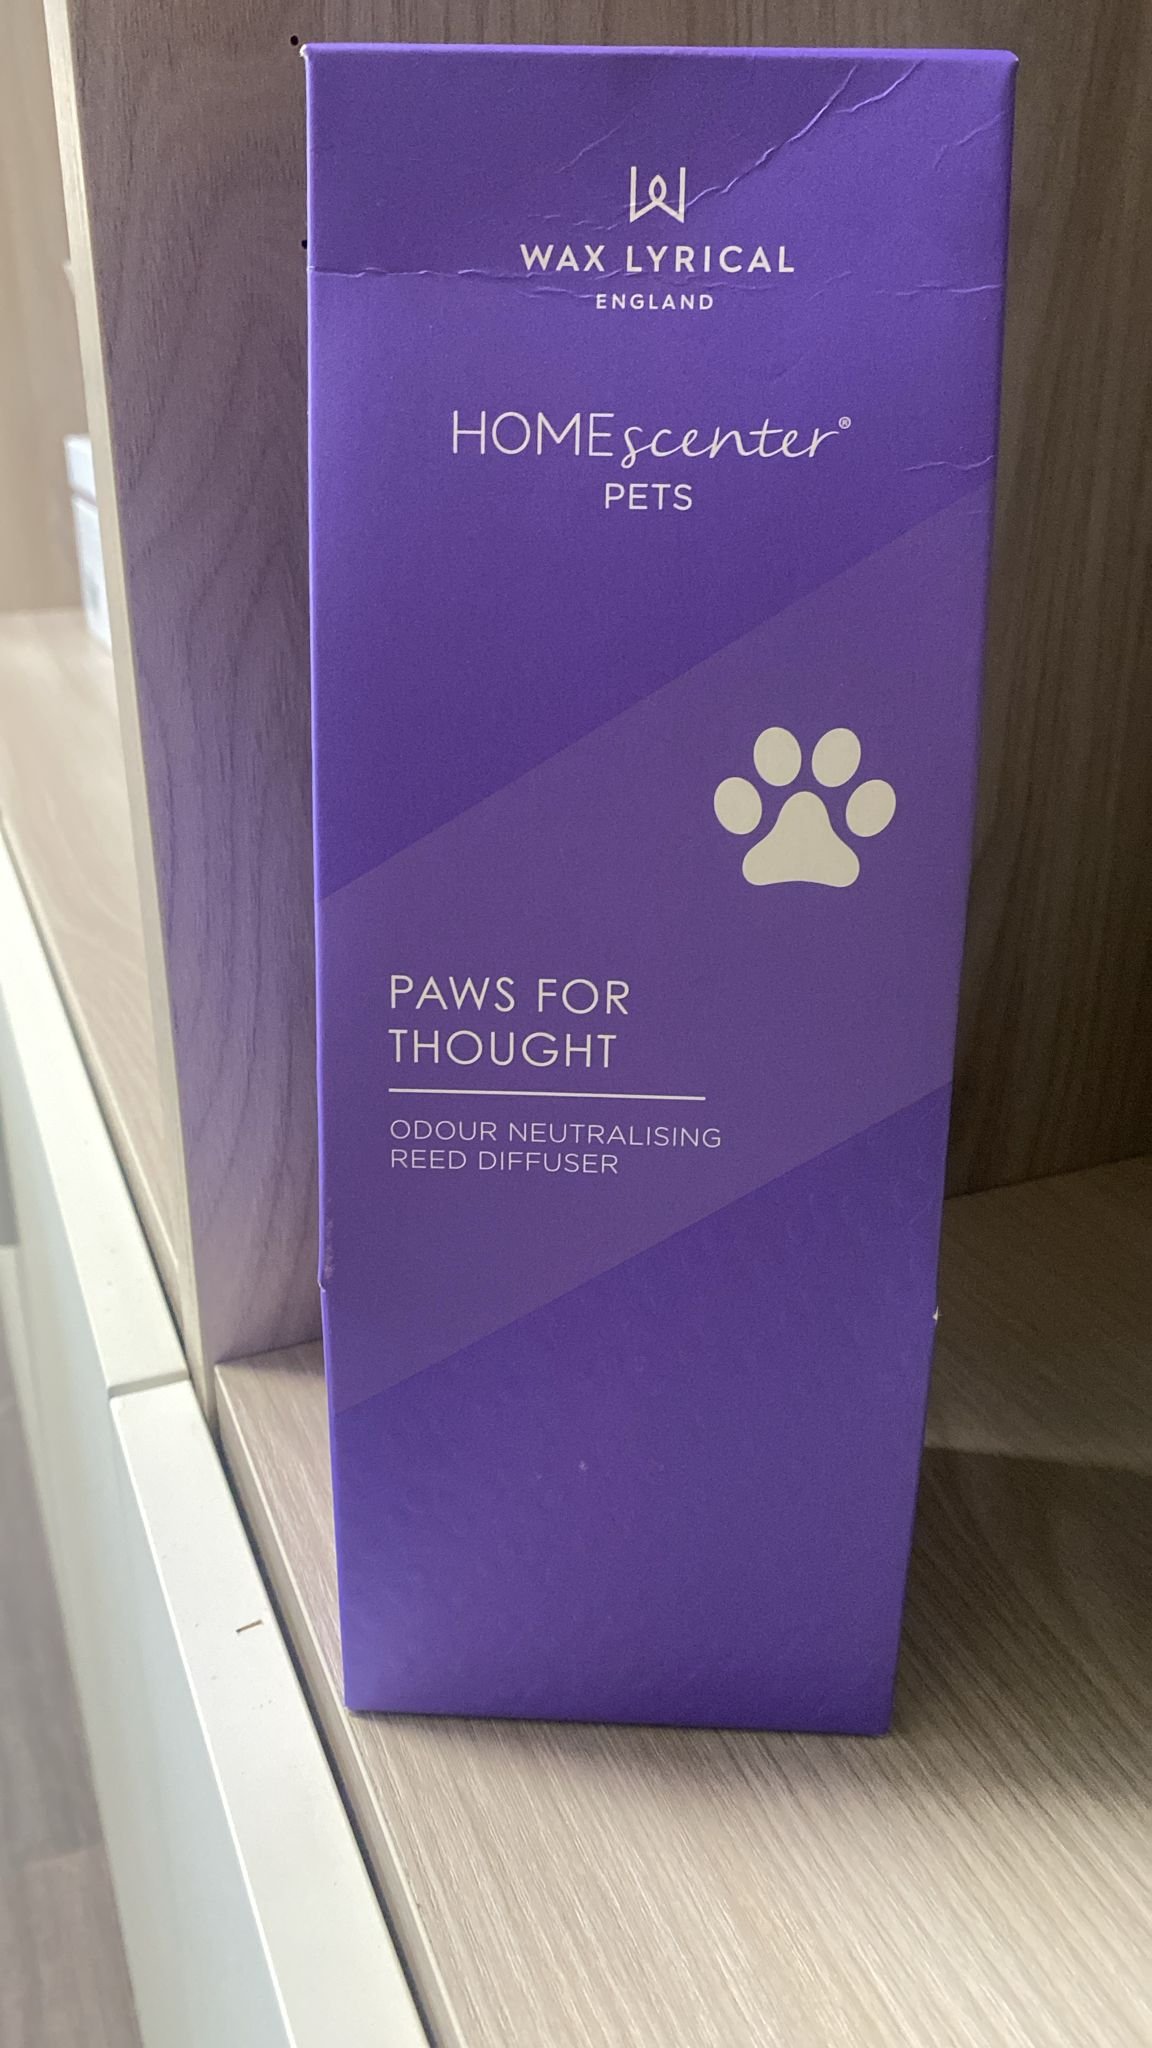 WAX LYRICAL
ENGLAND
HOMEscenter®
PETS
PAWS FOR
THOUGHT
ODOUR NEUTRALISING
REED DIFFUSER